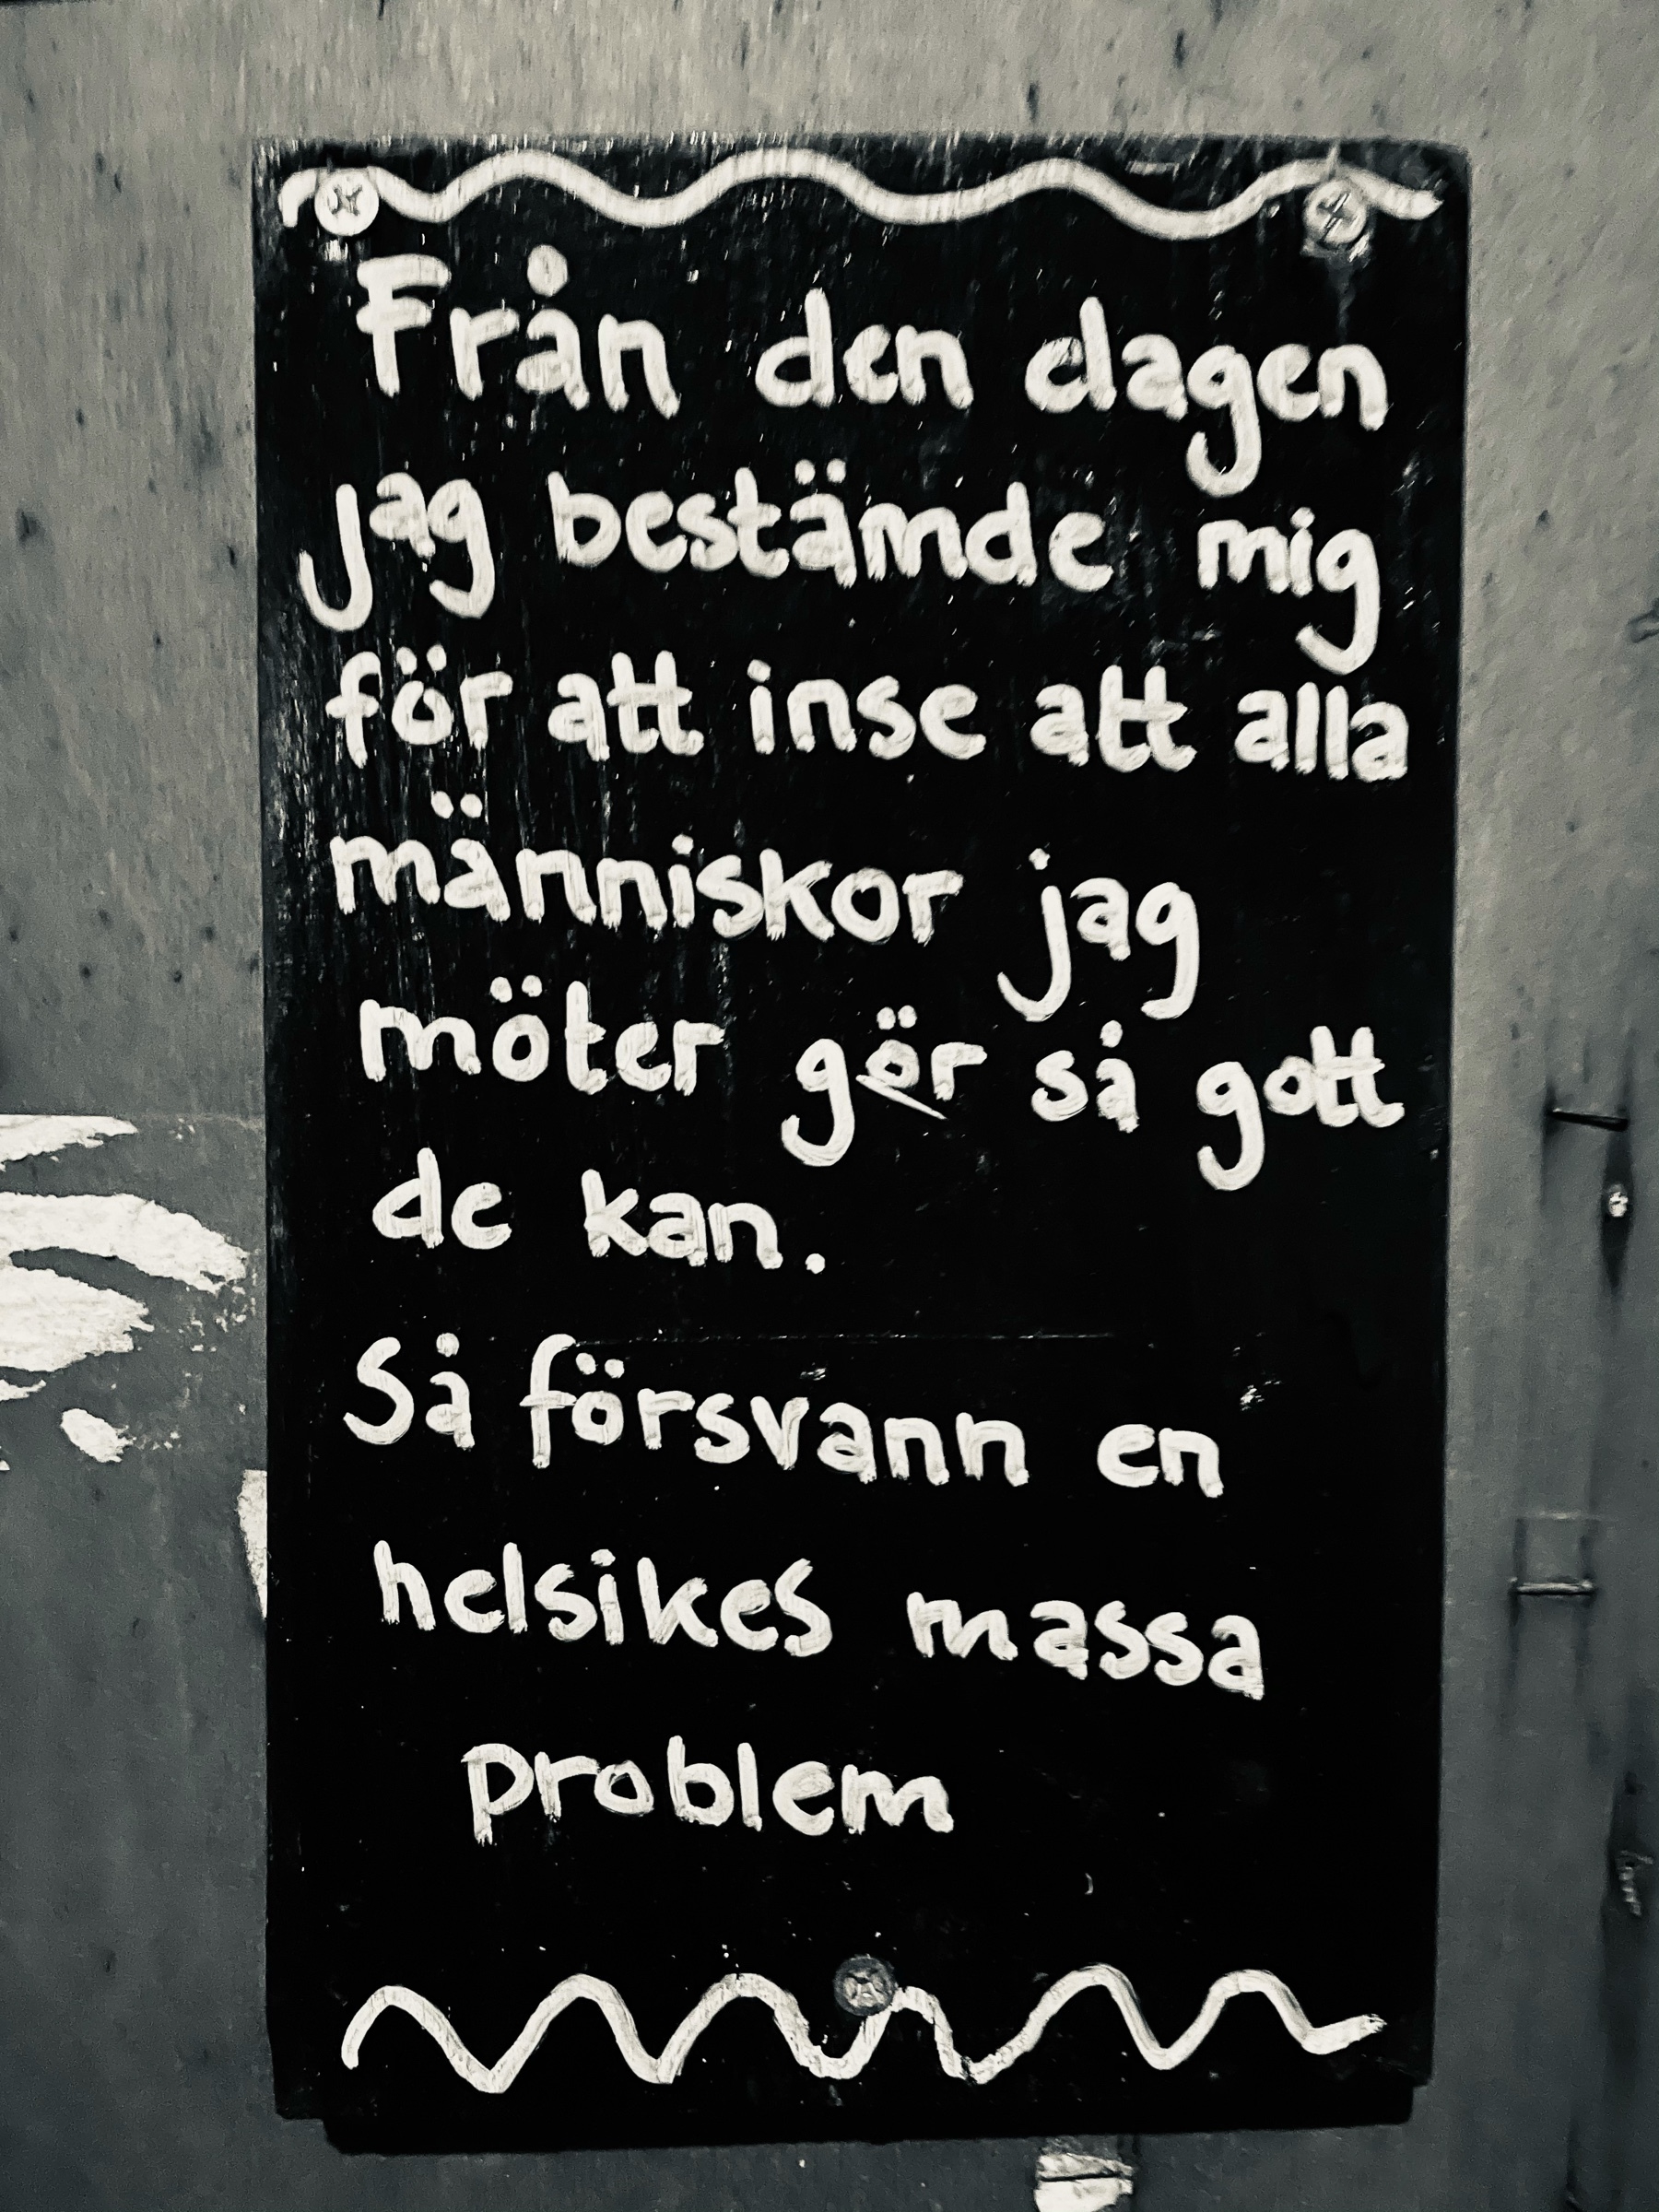 Från den dagen
jag bestämde mig
för att inse att alla
människor jag
möter gör så gott
de kan.
Så försvann en
helsikes massa
problem